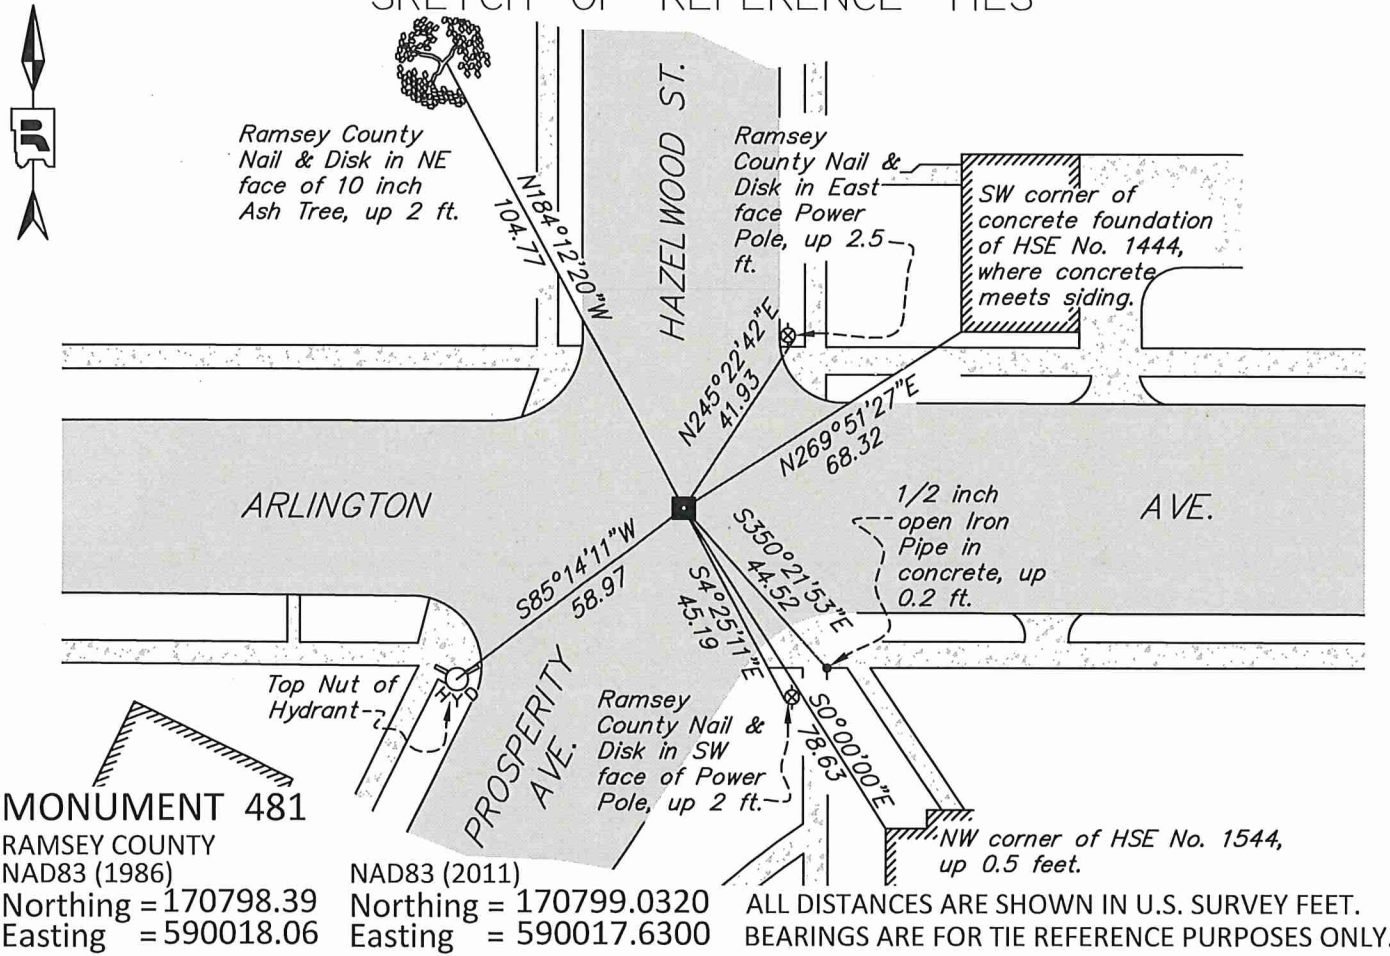 SKETCH OF REFERENCE TIES
Ramsey County
Nail & Disk in NE
face of 10 inch
Ash Tree, up 2 ft.
N184°12'20"W
104.77
HAZELWOOD ST.
Ramsey
County Nail &
Disk in East
face Power
Pole, up 2.5
ft.
SW corner of
concrete foundation
of HSE No. 1444,
where concrete
meets siding.
N245°22'42"E
41.93
N269°51'27"E
68.32
ARLINGTON
AVE.
1/2 inch
open Iron
Pipe in
concrete, up
0.2 ft.
S85°14'11"W
58.97
S350°21'53"E
44.52
S4°25'11"E
45.19
S0°00'00"E
78.63
HYD
Top Nut of
Hydrant
PROSPERITY
AVE.
Ramsey
County Nail &
Disk in SW
face of Power
Pole, up 2 ft.
NW corner of HSE No. 1544,
up 0.5 feet.
MONUMENT 481
RAMSEY COUNTY
NAD83 (1986)
Northing = 170798.39
Easting = 590018.06
NAD83 (2011)
Northing = 170799.0320
Easting = 590017.6300
ALL DISTANCES ARE SHOWN IN U.S. SURVEY FEET.
BEARINGS ARE FOR TIE REFERENCE PURPOSES ONLY.